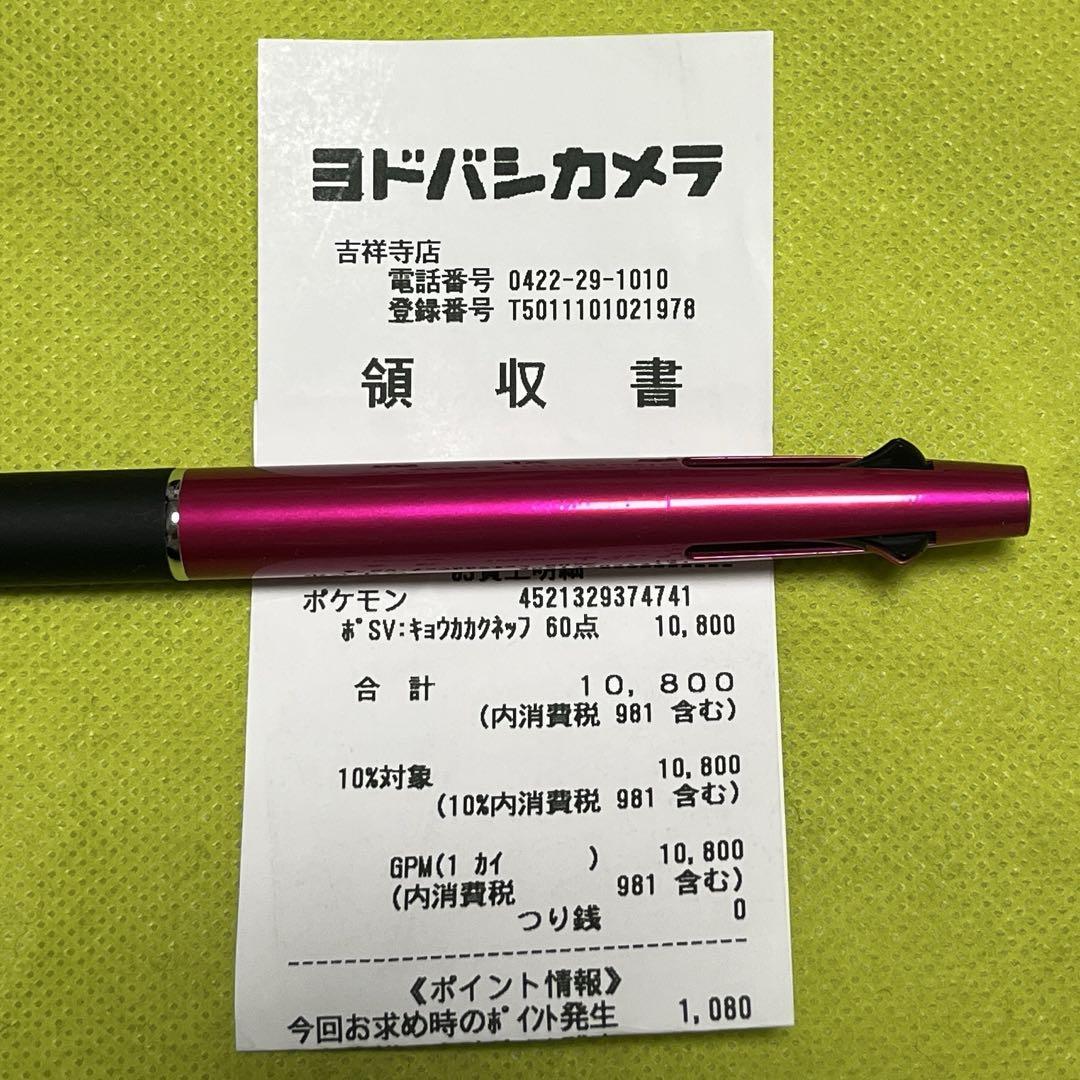 ヨドバシカメラ
吉祥寺店
電話番号 0422-29-1010
登録番号 T5011101021978
領 収 書
ポケモン 4521329374741
ポSV:キョウカカクネッフ 60点 10,800
合 計 10,800
(内消費税 981 含む)
10%対象 10,800
(10%内消費税 981 含む)
GPM(1 カイ ) 10,800
(内消費税 981 含む)
つり銭 0
《ポイント情報》
今回お求め時のポイント発生 1,080